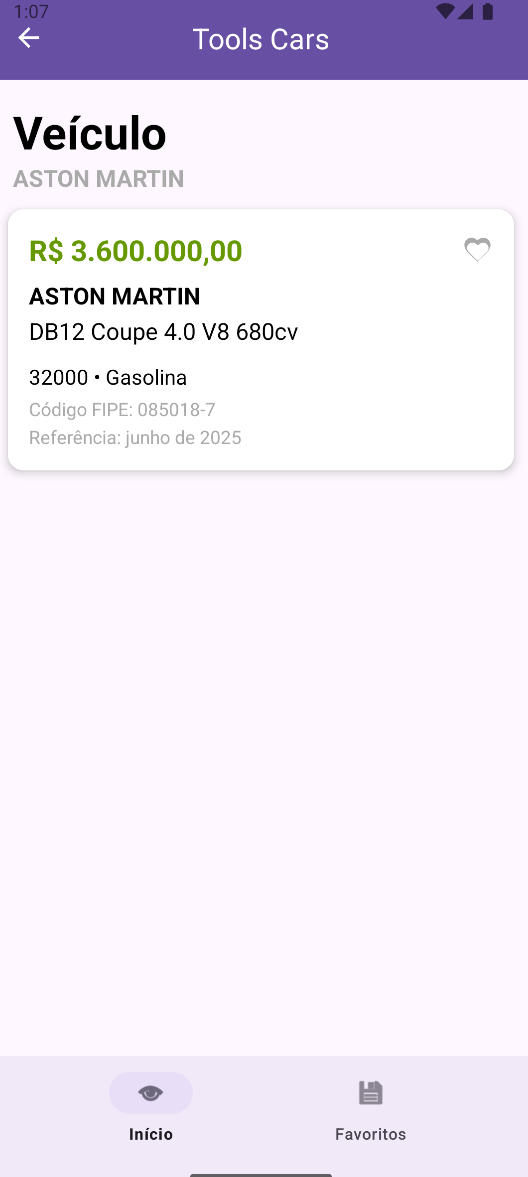 1:07
Tools Cars
Veículo
ASTON MARTIN
R$ 3.600.000,00
ASTON MARTIN
DB12 Coupe 4.0 V8 680cv
32000 • Gasolina
Código FIPE: 085018-7
Referência: junho de 2025
Início
Favoritos